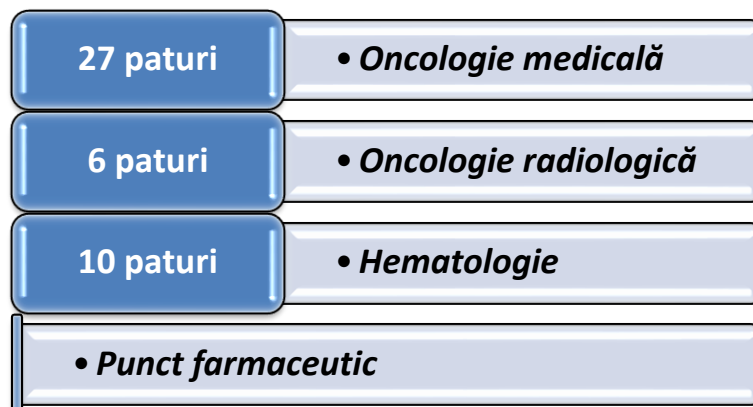 27 paturi
• Oncologie medicală
6 paturi
• Oncologie radiologică
10 paturi
• Hematologie
• Punct farmaceutic